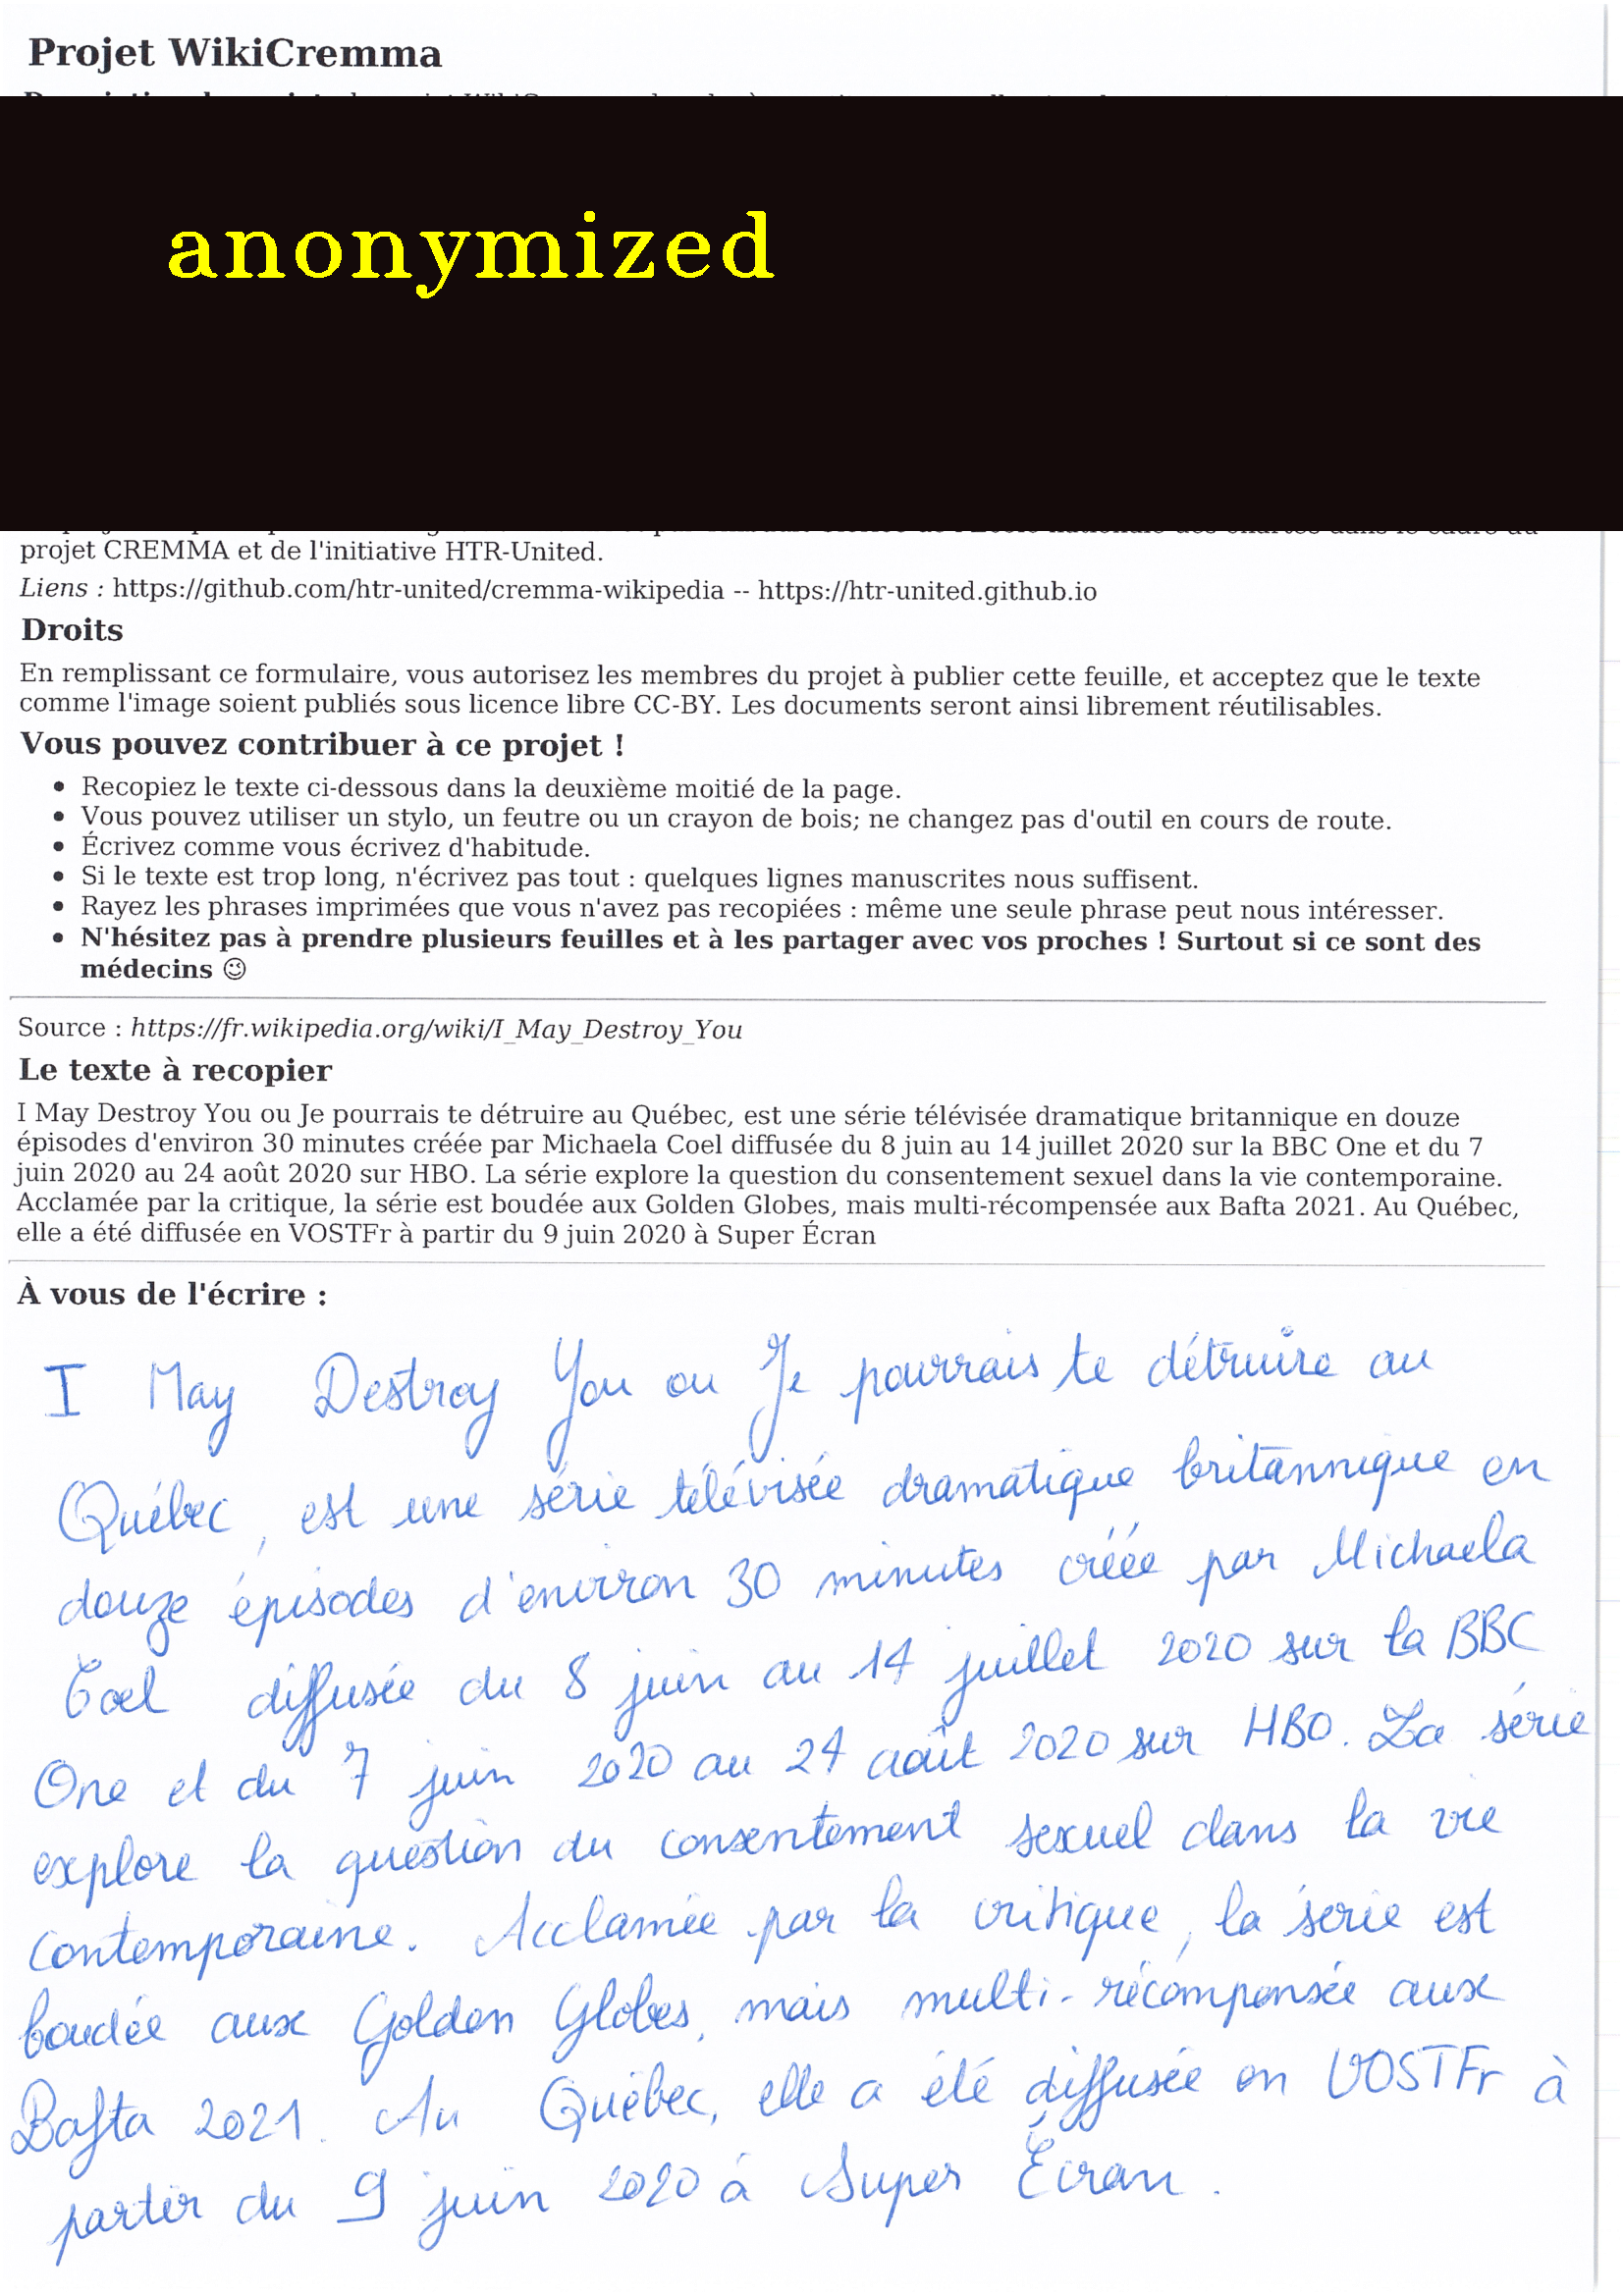 Projet WikiCremma
anonymized
projet CREMMA et de l'initiative HTR-United.
Liens : https://github.com/htr-united/cremma-wikipedia -- https://htr-united.github.io
Droits
En remplissant ce formulaire, vous autorisez les membres du projet à publier cette feuille, et acceptez que le texte
comme l'image soient publiés sous licence libre CC-BY. Les documents seront ainsi librement réutilisables.
Vous pouvez contribuer à ce projet !
• Recopiez le texte ci-dessous dans la deuxième moitié de la page.
• Vous pouvez utiliser un stylo, un feutre ou un crayon de bois; ne changez pas d'outil en cours de route.
• Écrivez comme vous écrivez d'habitude.
• Si le texte est trop long, n'écrivez pas tout : quelques lignes manuscrites nous suffisent.
• Rayez les phrases imprimées que vous n'avez pas recopiées : même une seule phrase peut nous intéresser.
• N'hésitez pas à prendre plusieurs feuilles et à les partager avec vos proches ! Surtout si ce sont des
médecins 😉
Source : https://fr.wikipedia.org/wiki/I_May_Destroy_You
Le texte à recopier
I May Destroy You ou Je pourrais te détruire au Québec, est une série télévisée dramatique britannique en douze
épisodes d'environ 30 minutes créée par Michaela Coel diffusée du 8 juin au 14 juillet 2020 sur la BBC One et du 7
juin 2020 au 24 août 2020 sur HBO. La série explore la question du consentement sexuel dans la vie contemporaine.
Acclamée par la critique, la série est boudée aux Golden Globes, mais multi-récompensée aux Bafta 2021. Au Québec,
elle a été diffusée en VOSTFr à partir du 9 juin 2020 à Super Écran
À vous de l'écrire :
I May Destroy You ou Je pourrais te détruire au
Québec, est une série télévisée dramatique britannique en
douze épisodes d'environ 30 minutes créée par Michaela
Coel diffusée du 8 juin au 14 juillet 2020 sur la BBC
One et du 7 juin 2020 au 24 août 2020 sur HBO. La série
explore la question du consentement sexuel dans la vie
contemporaine. Acclamée par la critique, la série est
boudée aux Golden Globes, mais multi-récompensée aux
Bafta 2021. Au Québec, elle a été diffusée en VOSTFr à
partir du 9 juin 2020 à Super Écran.